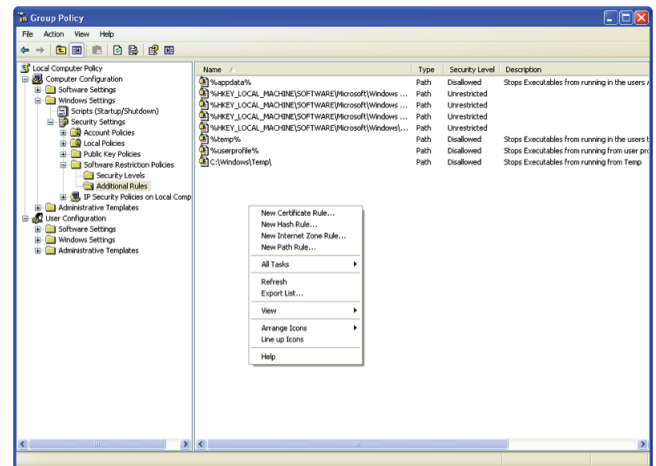 Group Policy
File Action View Help
Local Computer Policy
Computer Configuration
Software Settings
Windows Settings
Scripts (Startup/Shutdown)
Security Settings
Account Policies
Local Policies
Public Key Policies
Software Restriction Policies
Security Levels
Additional Rules
IP Security Policies on Local Comp
Administrative Templates
User Configuration
Software Settings
Windows Settings
Administrative Templates
Name Type Security Level Description
%appdata% Path Disallowed Stops Executables from running in the users
%HKEY_LOCAL_MACHINE\SOFTWARE\Microsoft\Windows ... Path Unrestricted
%HKEY_LOCAL_MACHINE\SOFTWARE\Microsoft\Windows ... Path Unrestricted
%HKEY_LOCAL_MACHINE\SOFTWARE\Microsoft\Windows ... Path Unrestricted
%HKEY_LOCAL_MACHINE\SOFTWARE\Microsoft\Windows\... Path Unrestricted
%temp% Path Disallowed Stops Executables from running in the users t
%userprofile% Path Disallowed Stops Executables from running from user pro
C:\Windows\Temp\ Path Disallowed Stops Executables from running from Temp
New Certificate Rule...
New Hash Rule...
New Internet Zone Rule...
New Path Rule...
All Tasks
Refresh
Export List...
View
Arrange Icons
Line up Icons
Help